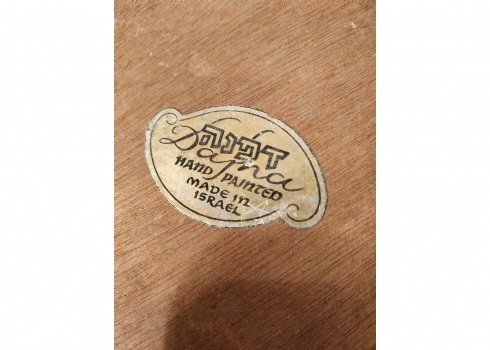 דפנה
Dafna
HAND PAINTED
MADE IN
ISRAEL